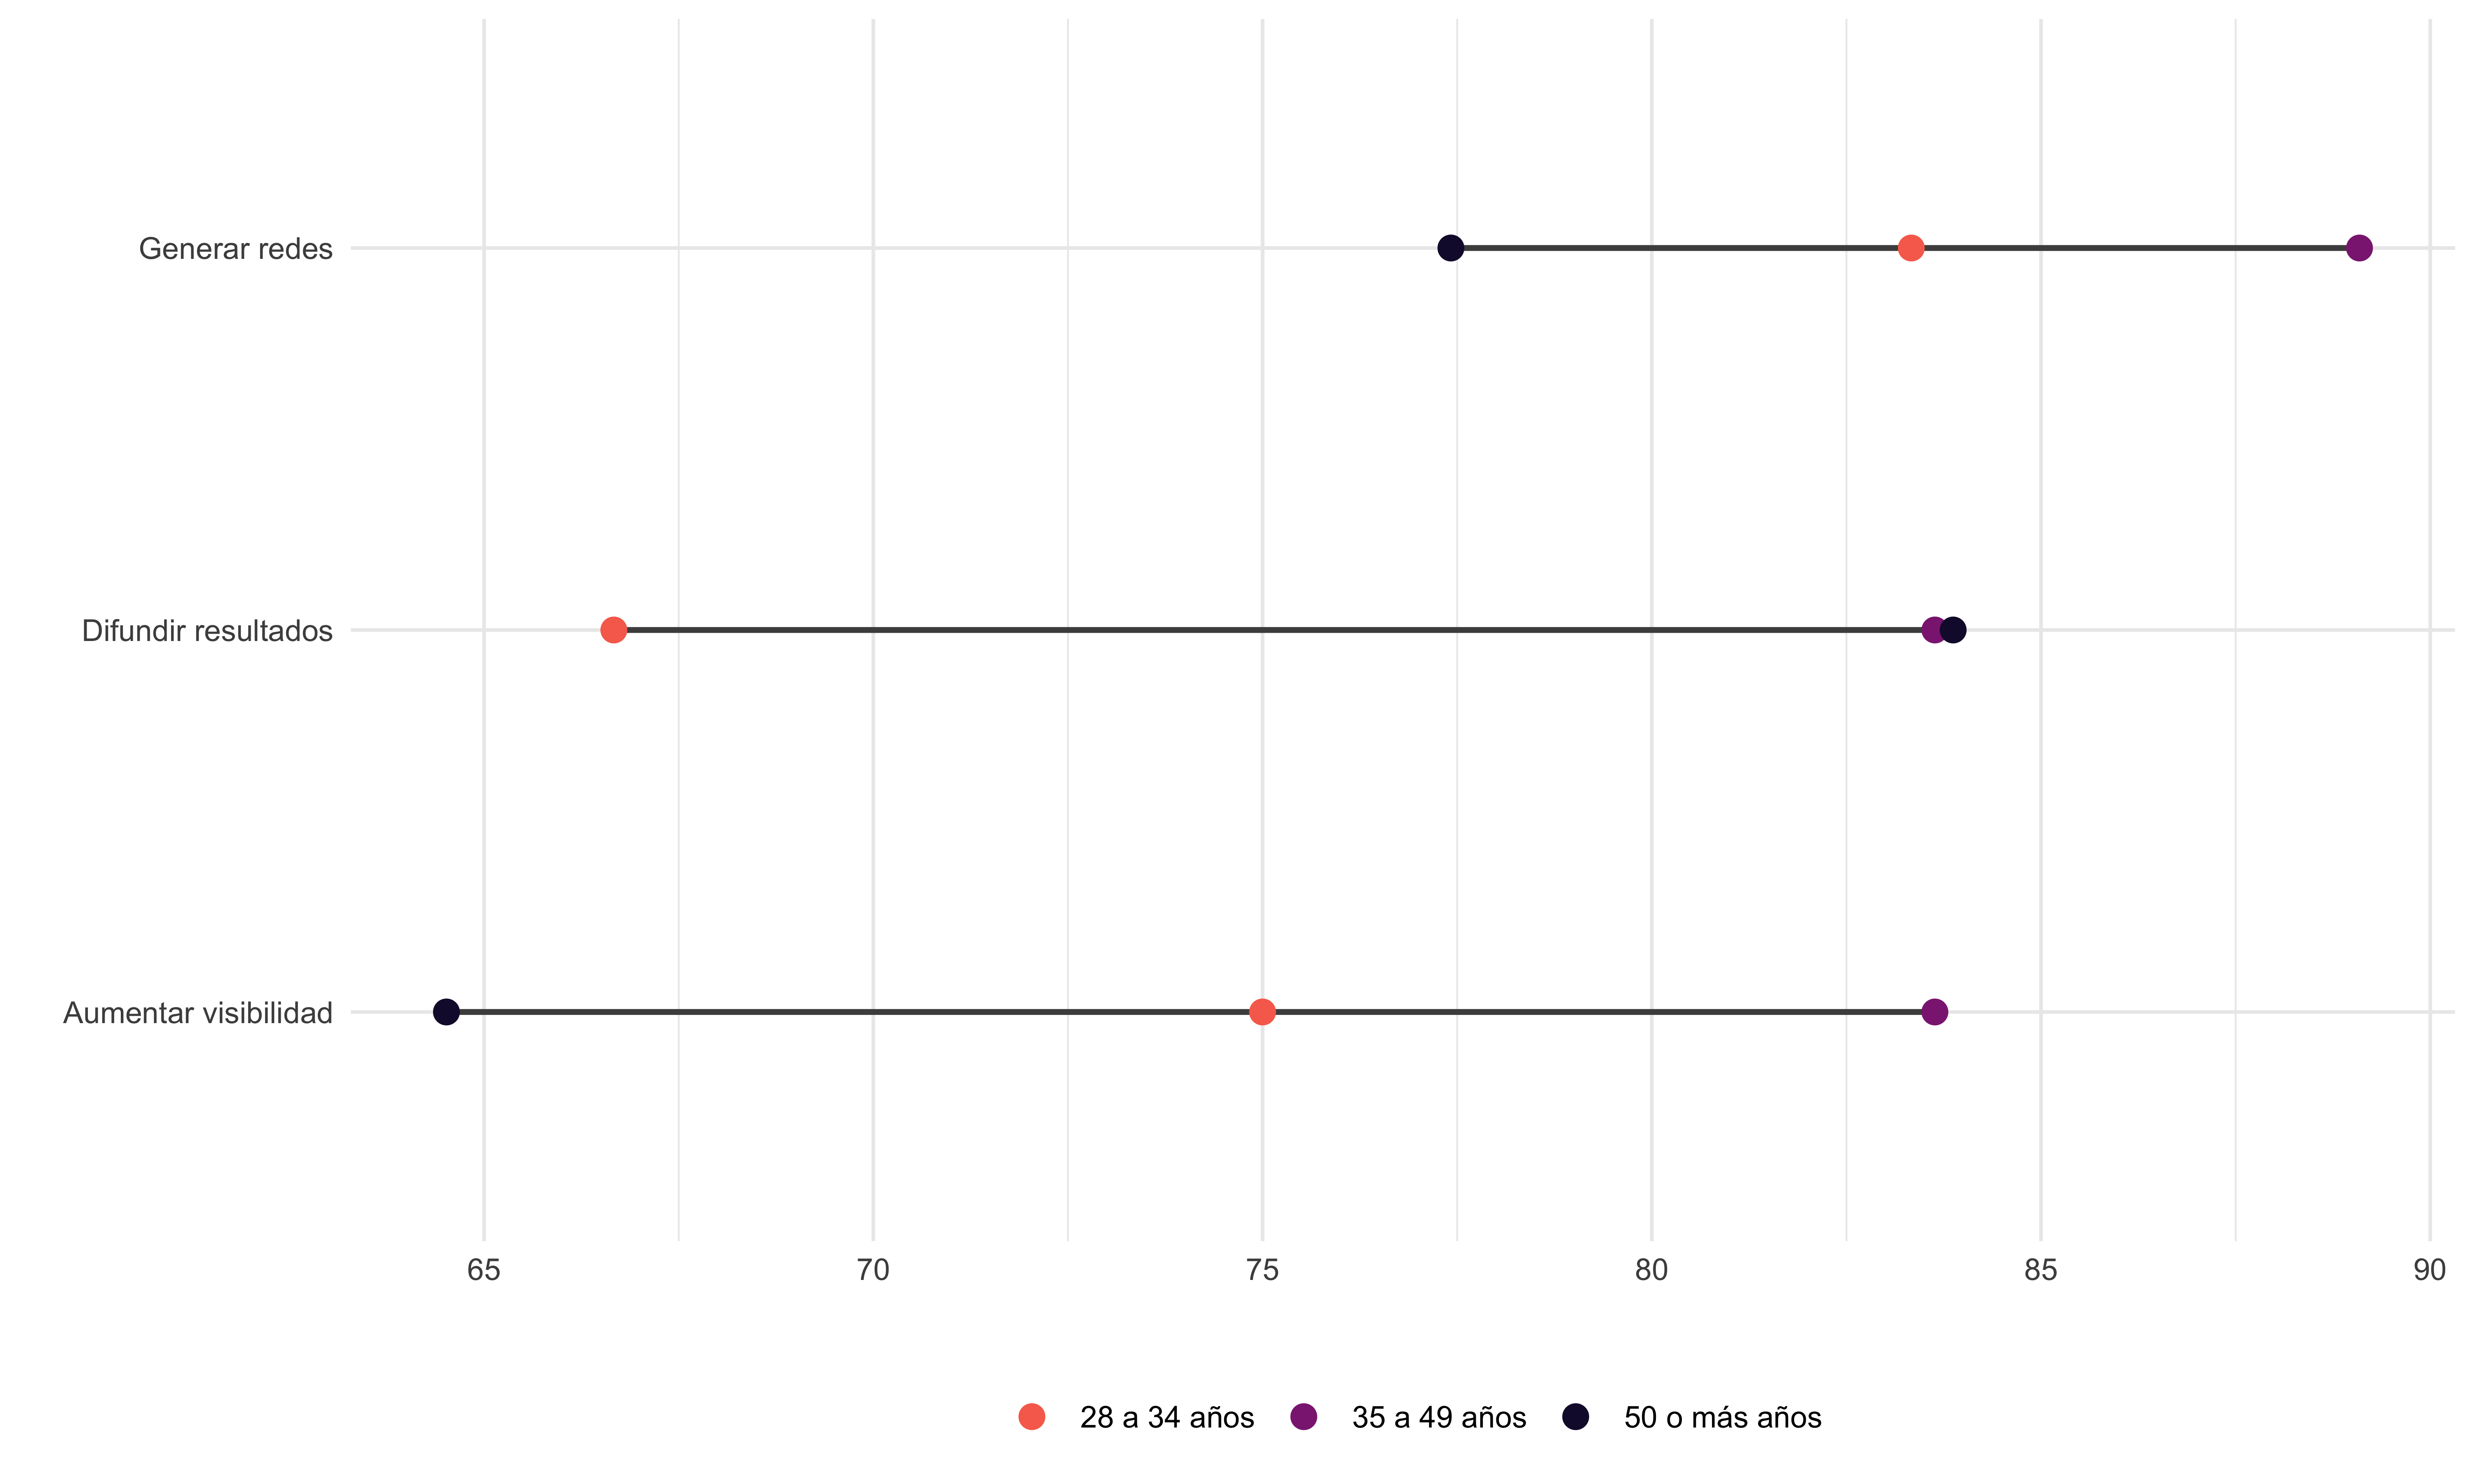 Generar redes
Difundir resultados
Aumentar visibilidad
65 70 75 80 85 90
28 a 34 años 35 a 49 años 50 o más años